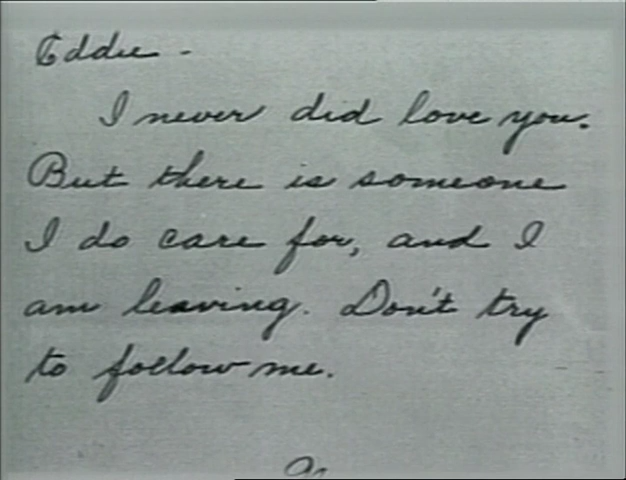 Eddie -
I never did love you.
But there is someone
I do care for, and I
am leaving. Don't try
to follow me.